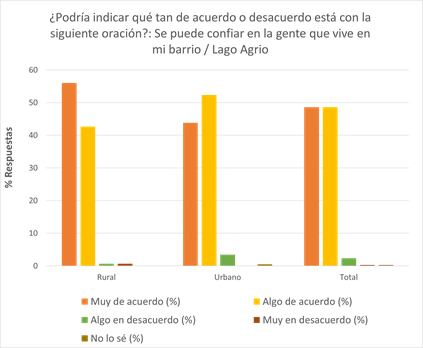 ¿Podría indicar qué tan de acuerdo o desacuerdo está con la
siguiente oración?: Se puede confiar en la gente que vive en
mi barrio / Lago Agrio
% Respuestas
60
50
40
30
20
10
0
Rural Urbano Total
Muy de acuerdo (%) Algo de acuerdo (%)
Algo en desacuerdo (%) Muy en desacuerdo (%)
No lo sé (%)